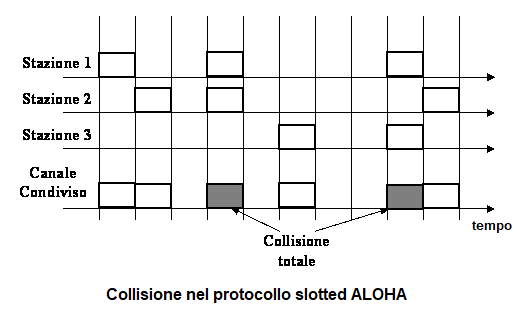 Stazione 1
Stazione 2
Stazione 3
Canale
Condiviso
tempo
Collisione
totale
Collisione nel protocollo slotted ALOHA